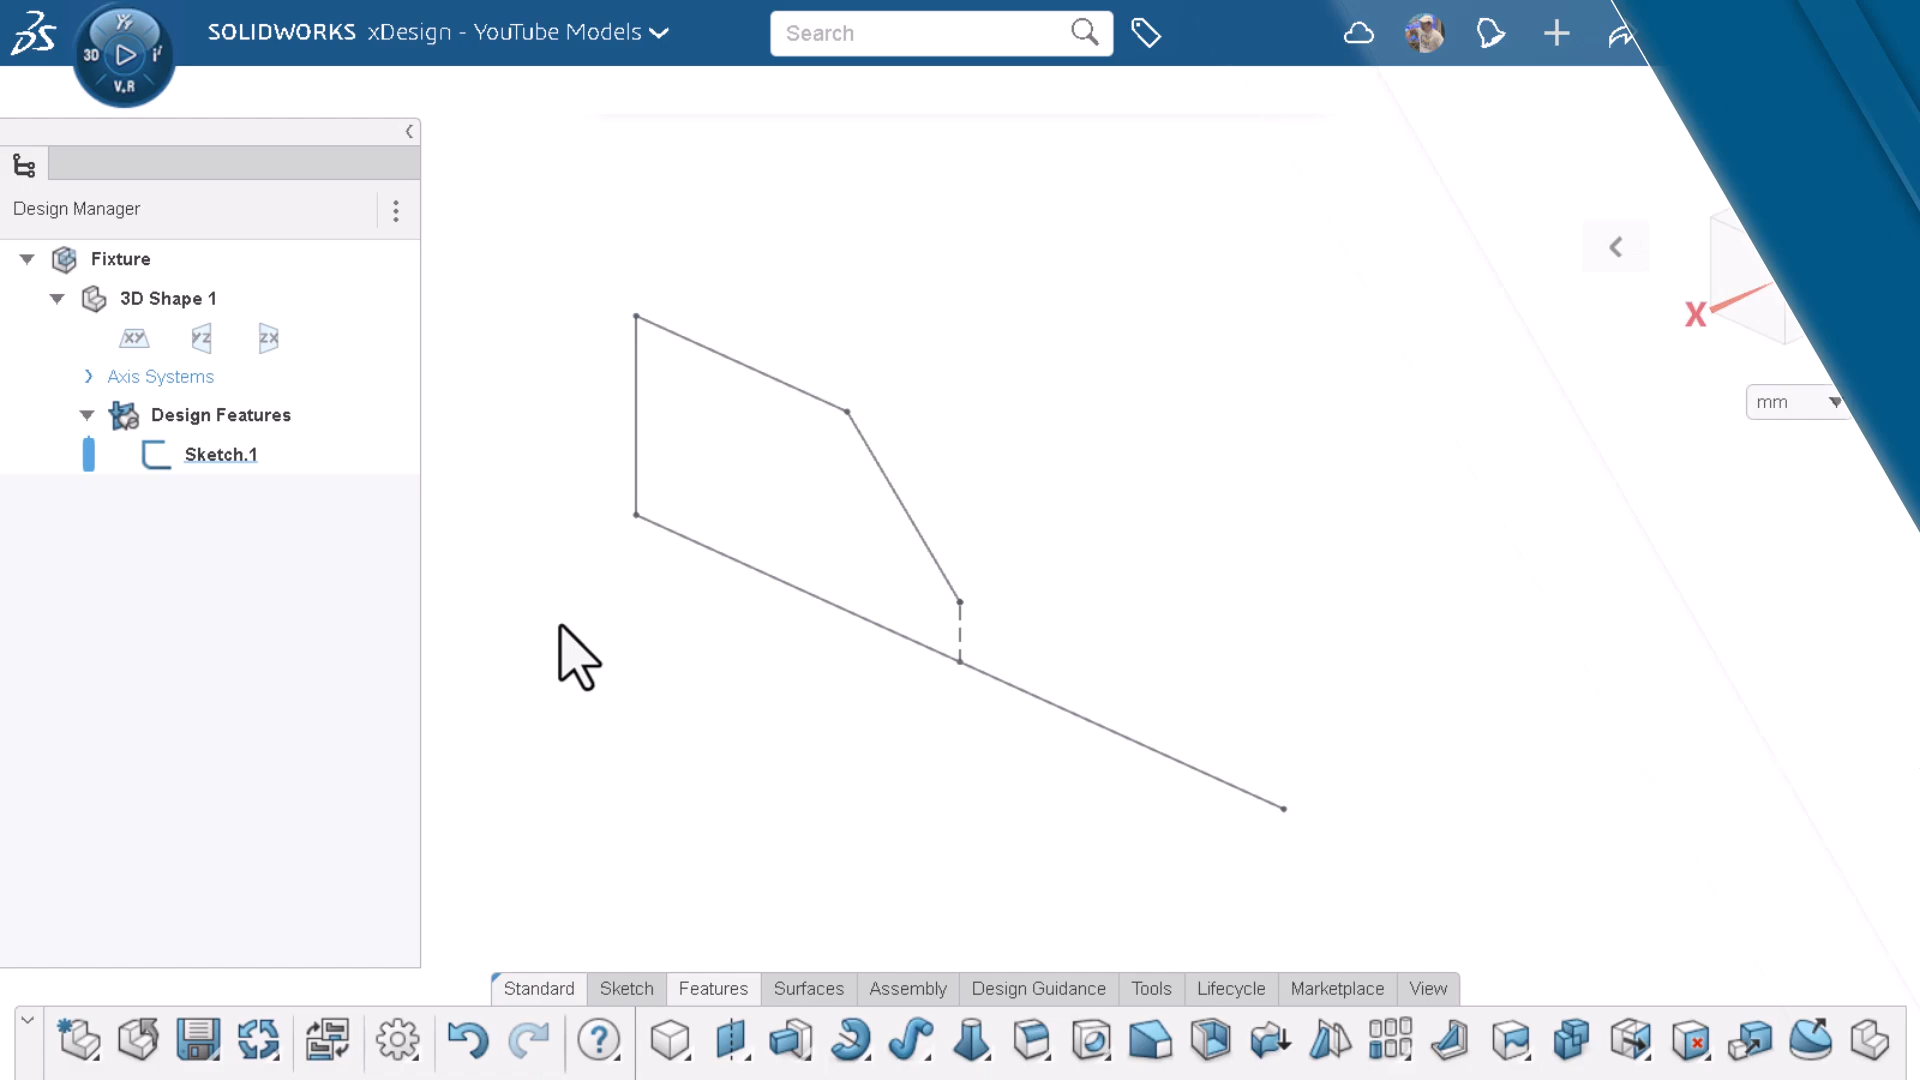 SOLIDWORKS xDesign - YouTube Models
Search
3D
V.R
Design Manager
Fixture
3D Shape 1
XY YZ ZX
Axis Systems
Design Features
Sketch.1
X
mm
Standard Sketch Features Surfaces Assembly Design Guidance Tools Lifecycle Marketplace View